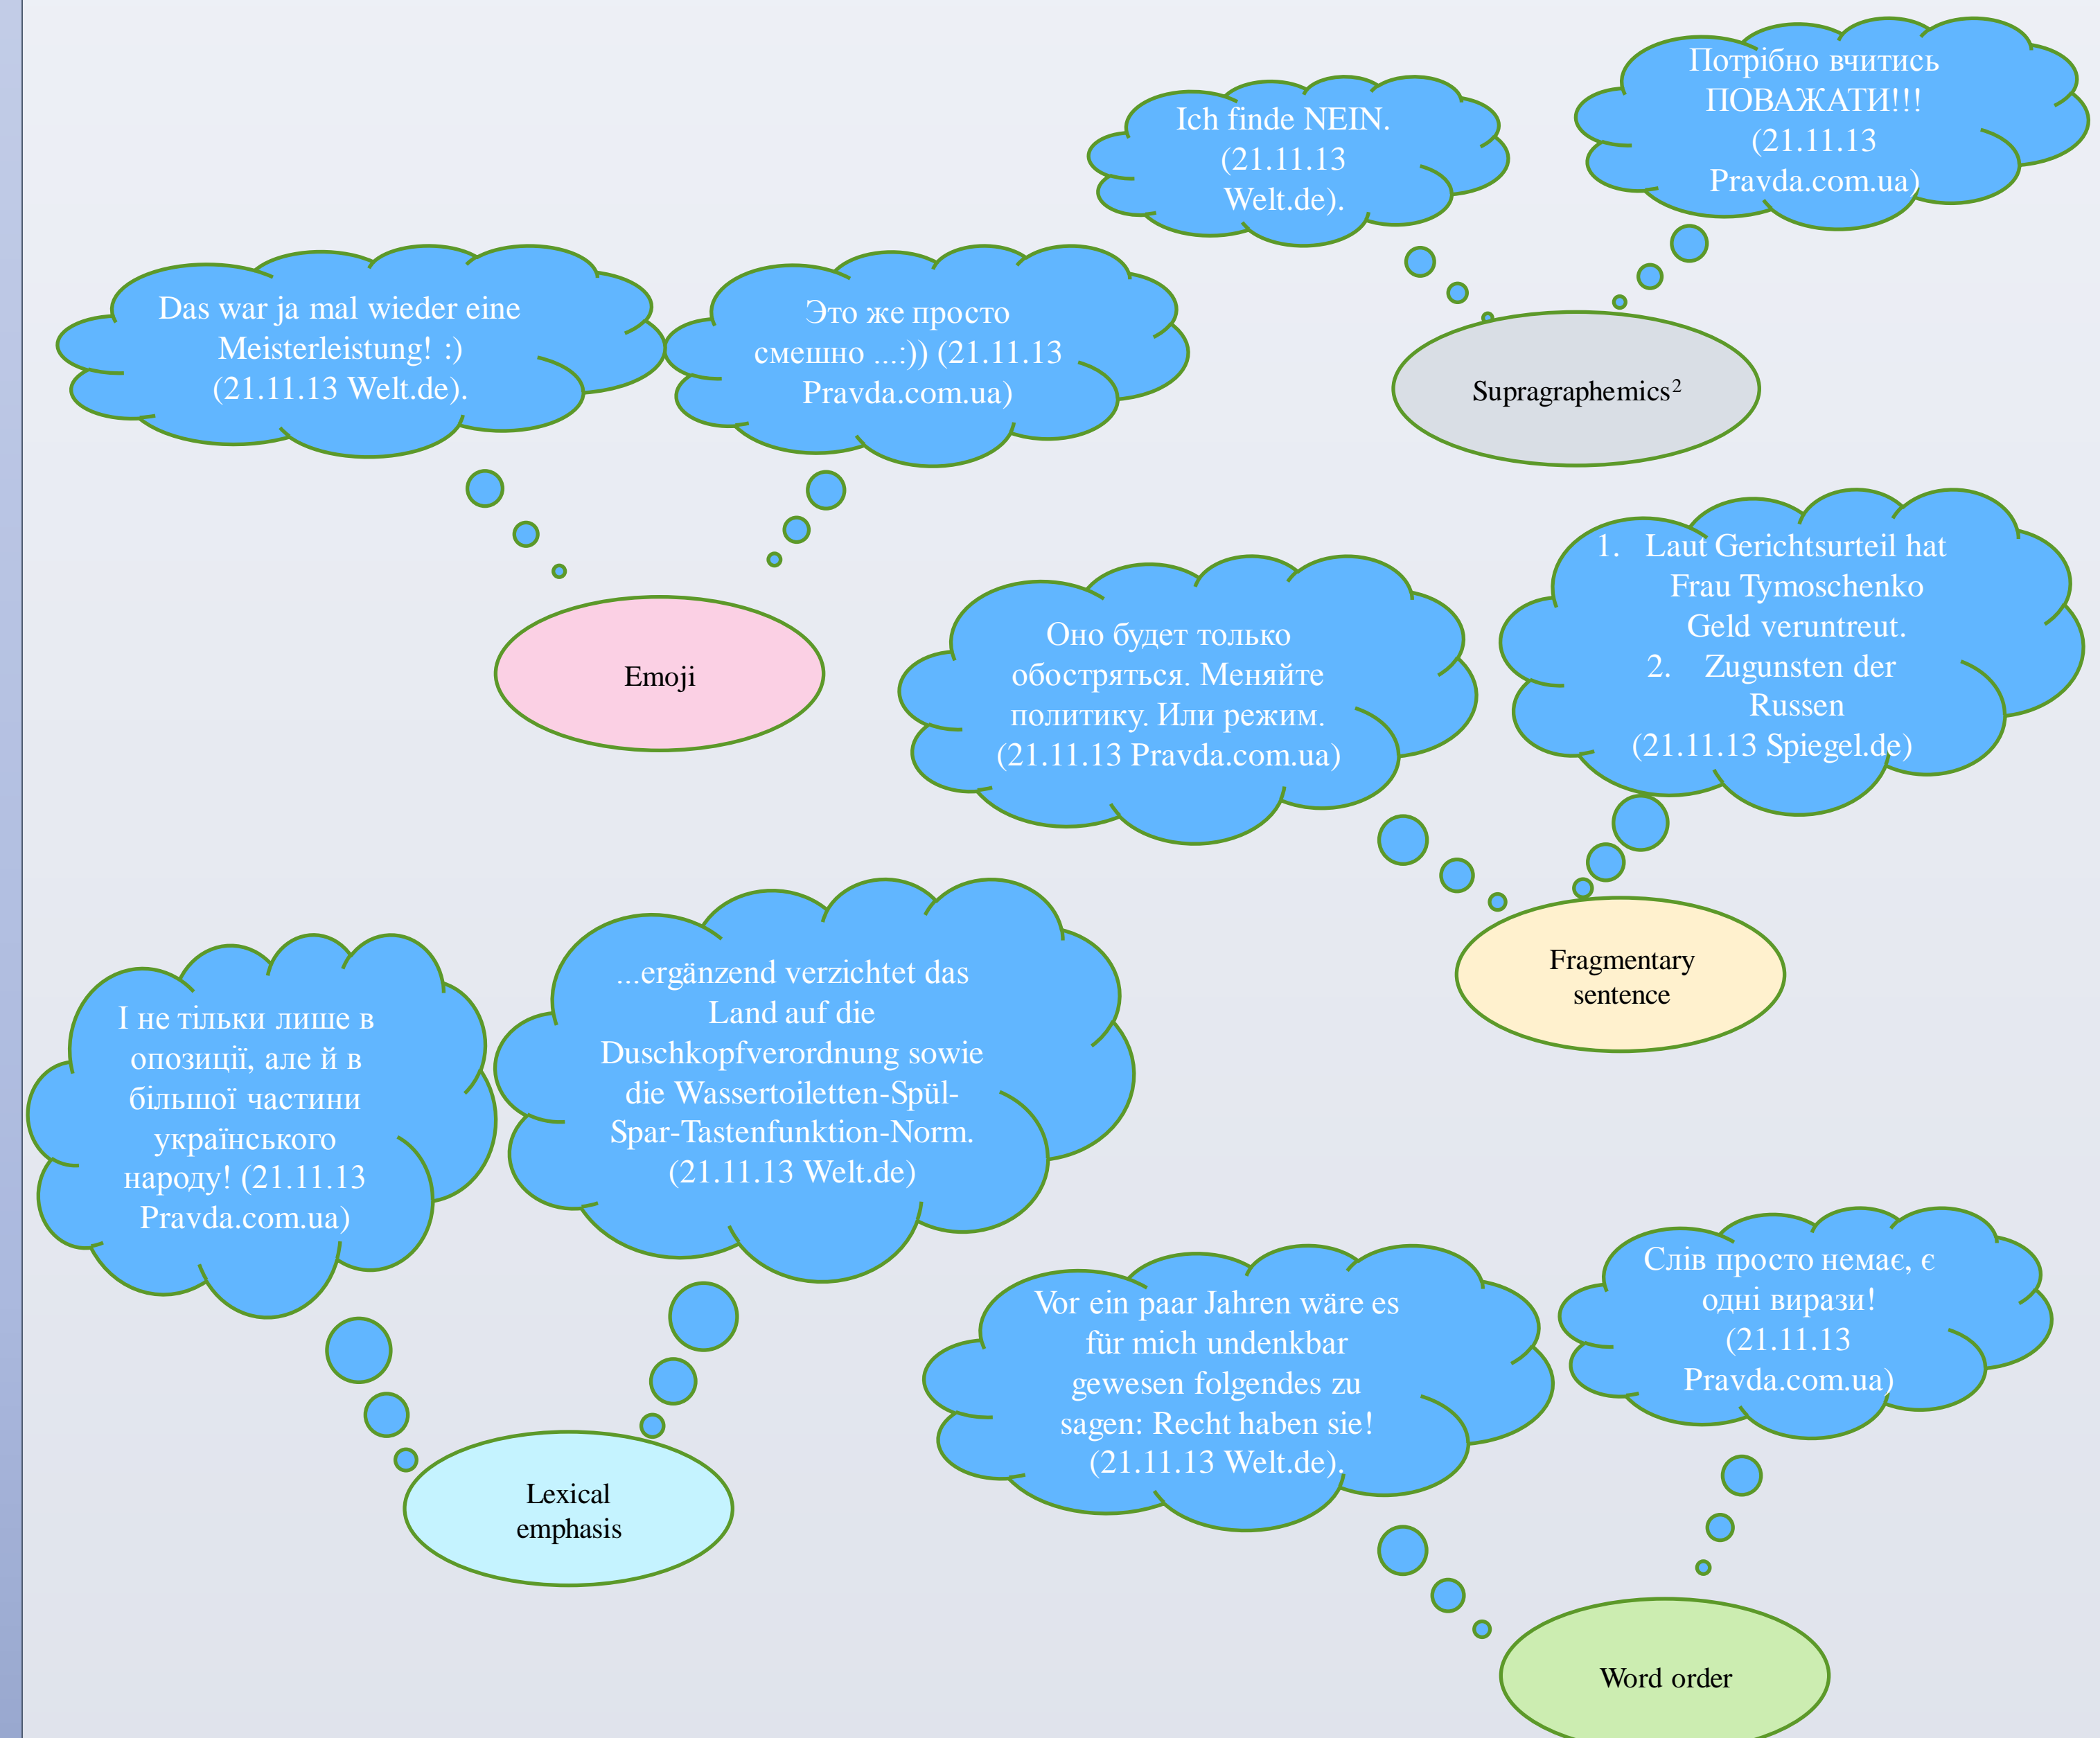 Потрібно вчитись
ПОВАЖАТИ!!!
(21.11.13
Pravda.com.ua)
Ich finde NEIN.
(21.11.13
Welt.de).
Supragraphemics²
Das war ja mal wieder eine
Meisterleistung! :)
(21.11.13 Welt.de).
Это же просто
смешно ...:)) (21.11.13
Pravda.com.ua)
Emoji
Оно будет только
обостряться. Меняйте
политику. Или режим.
(21.11.13 Pravda.com.ua)
1. Laut Gerichtsurteil hat
Frau Tymoschenko
Geld veruntreut.
2. Zugunsten der
Russen
(21.11.13 Spiegel.de)
Fragmentary
sentence
І не тільки лише в
опозиції, але й в
більшої частини
українського
народу! (21.11.13
Pravda.com.ua)
...ergänzend verzichtet das
Land auf die
Duschkopfverordnung sowie
die Wassertoiletten-Spül-
Spar-Tastenfunktion-Norm.
(21.11.13 Welt.de)
Lexical
emphasis
Vor ein paar Jahren wäre es
für mich undenkbar
gewesen folgendes zu
sagen: Recht haben sie!
(21.11.13 Welt.de).
Слів просто немає, є
одні вирази!
(21.11.13
Pravda.com.ua)
Word order